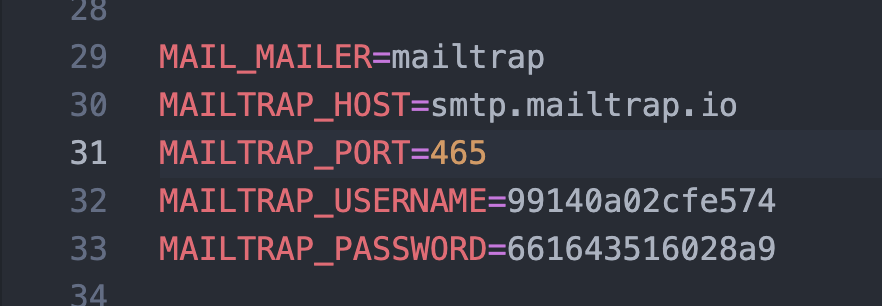 28
29 MAIL_MAILER=mailtrap
30 MAILTRAP_HOST=smtp.mailtrap.io
31 MAILTRAP_PORT=465
32 MAILTRAP_USERNAME=99140a02cfe574
33 MAILTRAP_PASSWORD=661643516028a9
34